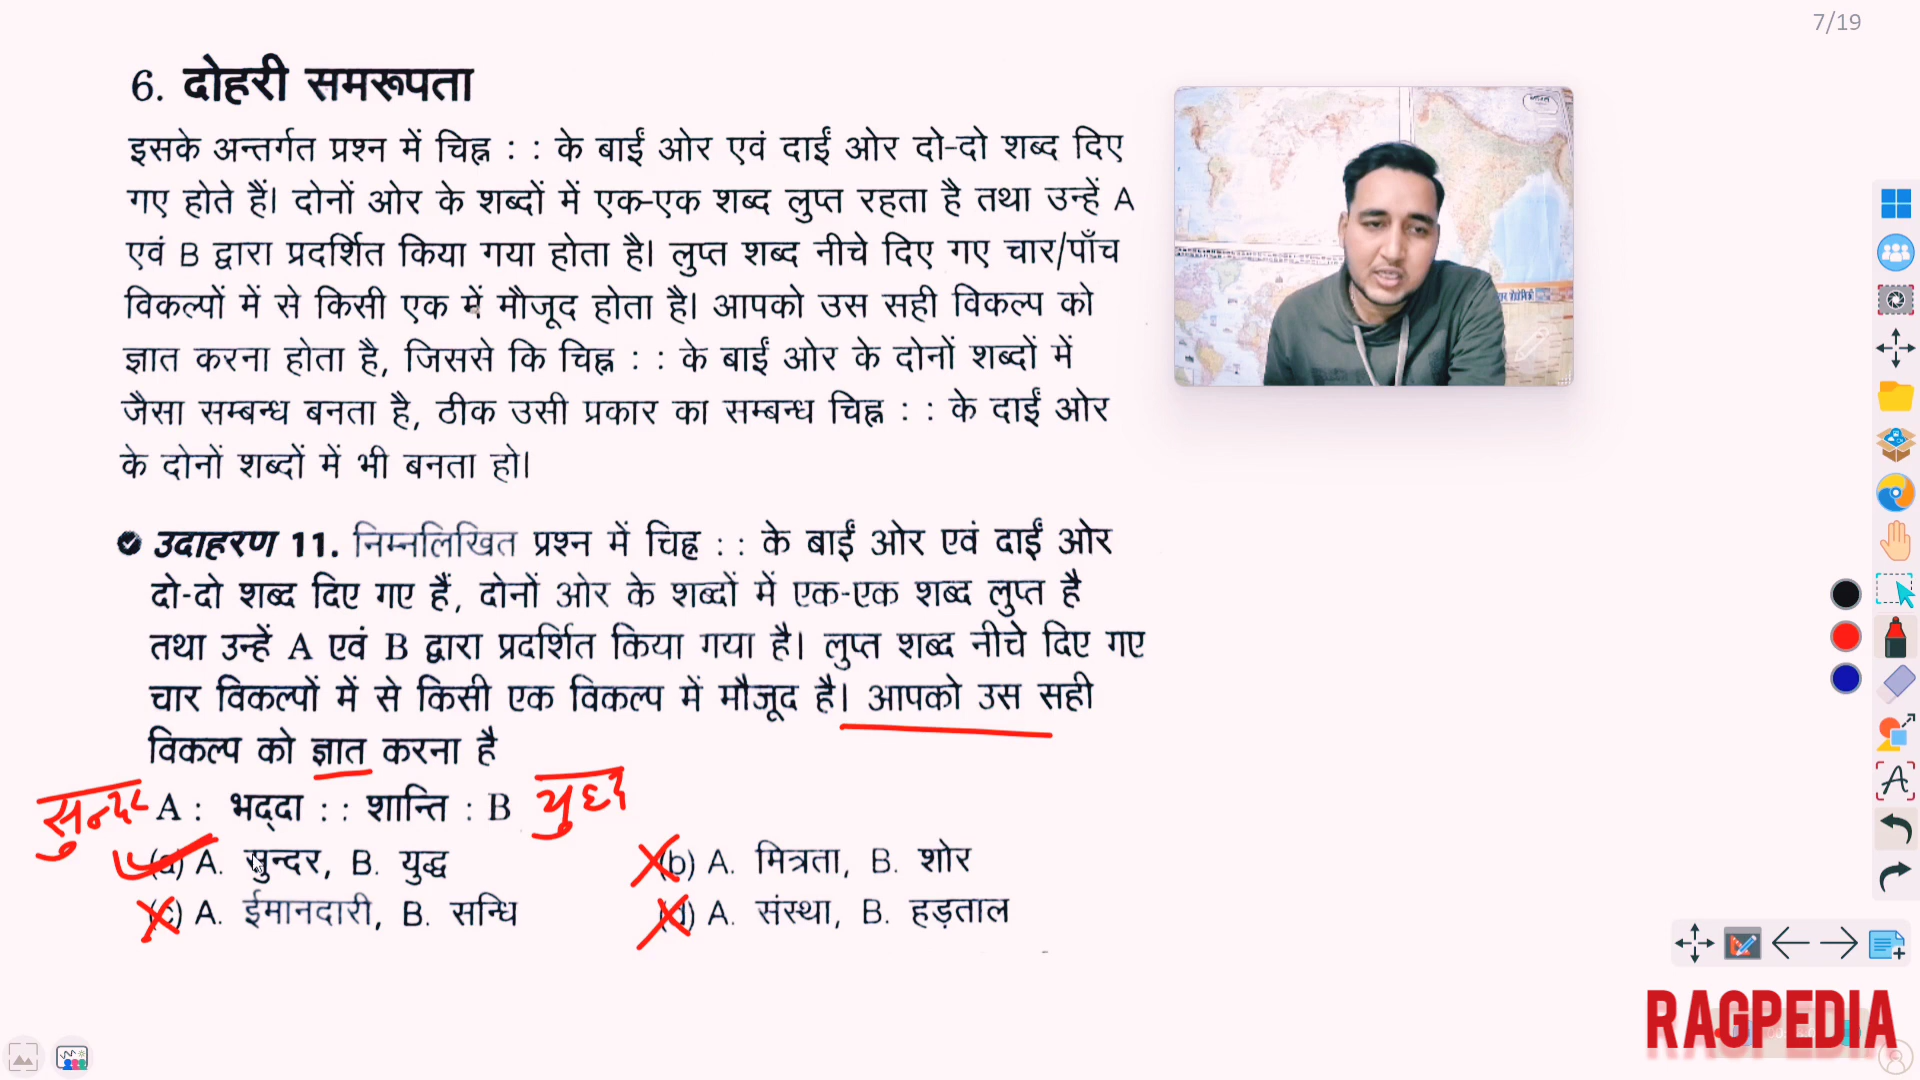 7/19
6. दोहरी समरूपता
इसके अन्तर्गत प्रश्न में चिह्न : : के बाईं ओर एवं दाईं ओर दो-दो शब्द दिए
गए होते हैं। दोनों ओर के शब्दों में एक-एक शब्द लुप्त रहता है तथा उन्हें A
एवं B द्वारा प्रदर्शित किया गया होता है। लुप्त शब्द नीचे दिए गए चार/पाँच
विकल्पों में से किसी एक में मौजूद होता है। आपको उस सही विकल्प को
ज्ञात करना होता है, जिससे कि चिह्न : : के बाईं ओर के दोनों शब्दों में
जैसा सम्बन्ध बनता है, ठीक उसी प्रकार का सम्बन्ध चिह्न : : के दाईं ओर
के दोनों शब्दों में भी बनता हो।
उदाहरण 11. निम्नलिखित प्रश्न में चिह्न : : के बाईं ओर एवं दाईं ओर
दो-दो शब्द दिए गए हैं, दोनों ओर के शब्दों में एक-एक शब्द लुप्त है
तथा उन्हें A एवं B द्वारा प्रदर्शित किया गया है। लुप्त शब्द नीचे दिए गए
चार विकल्पों में से किसी एक विकल्प में मौजूद है। आपको उस सही
विकल्प को ज्ञात करना है
सुन्दर A : भद्दा : : शान्ति : B युद्ध
(a) A. सुन्दर, B. युद्ध (b) A. मित्रता, B. शोर
(c) A. ईमानदारी, B. सन्धि (d) A. संस्था, B. हड़ताल
RAGPEDIA